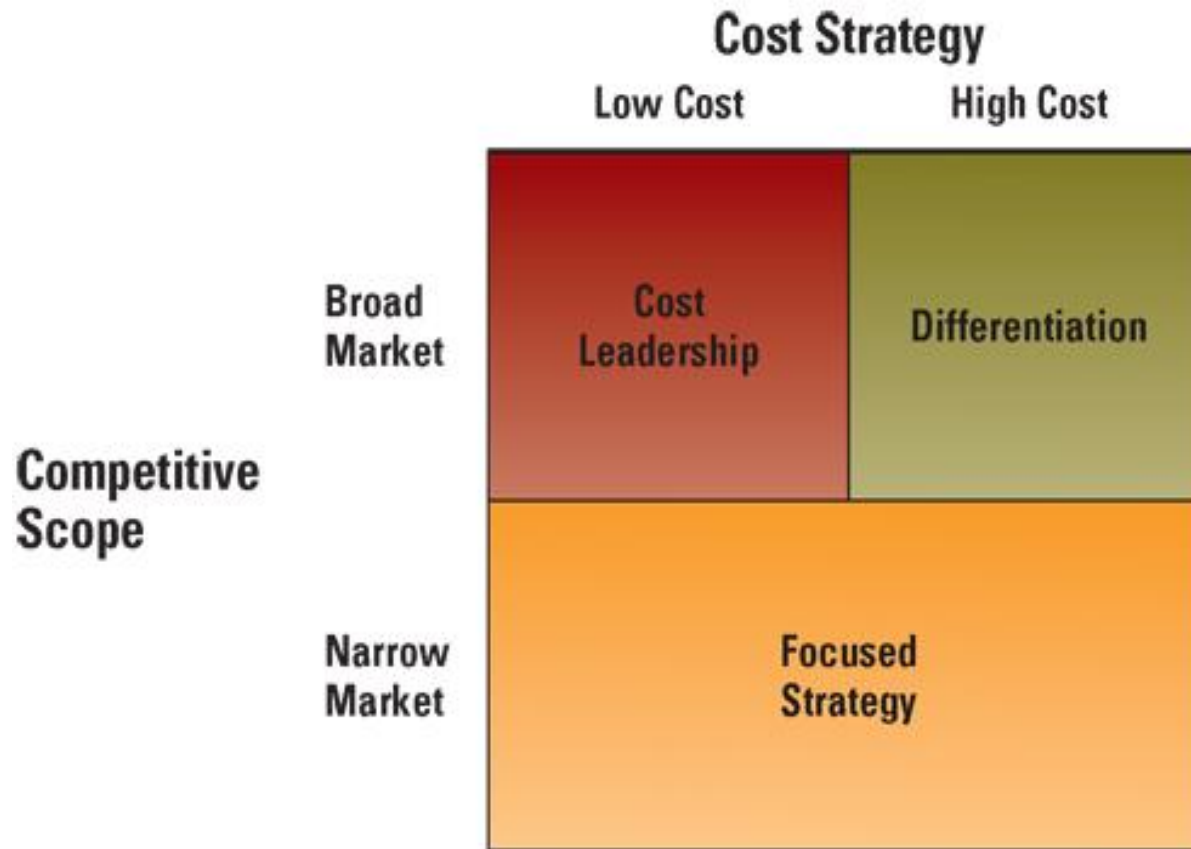 Cost Strategy
Low Cost
High Cost
Broad
Market
Cost
Leadership
Differentiation
Competitive
Scope
Narrow
Market
Focused
Strategy